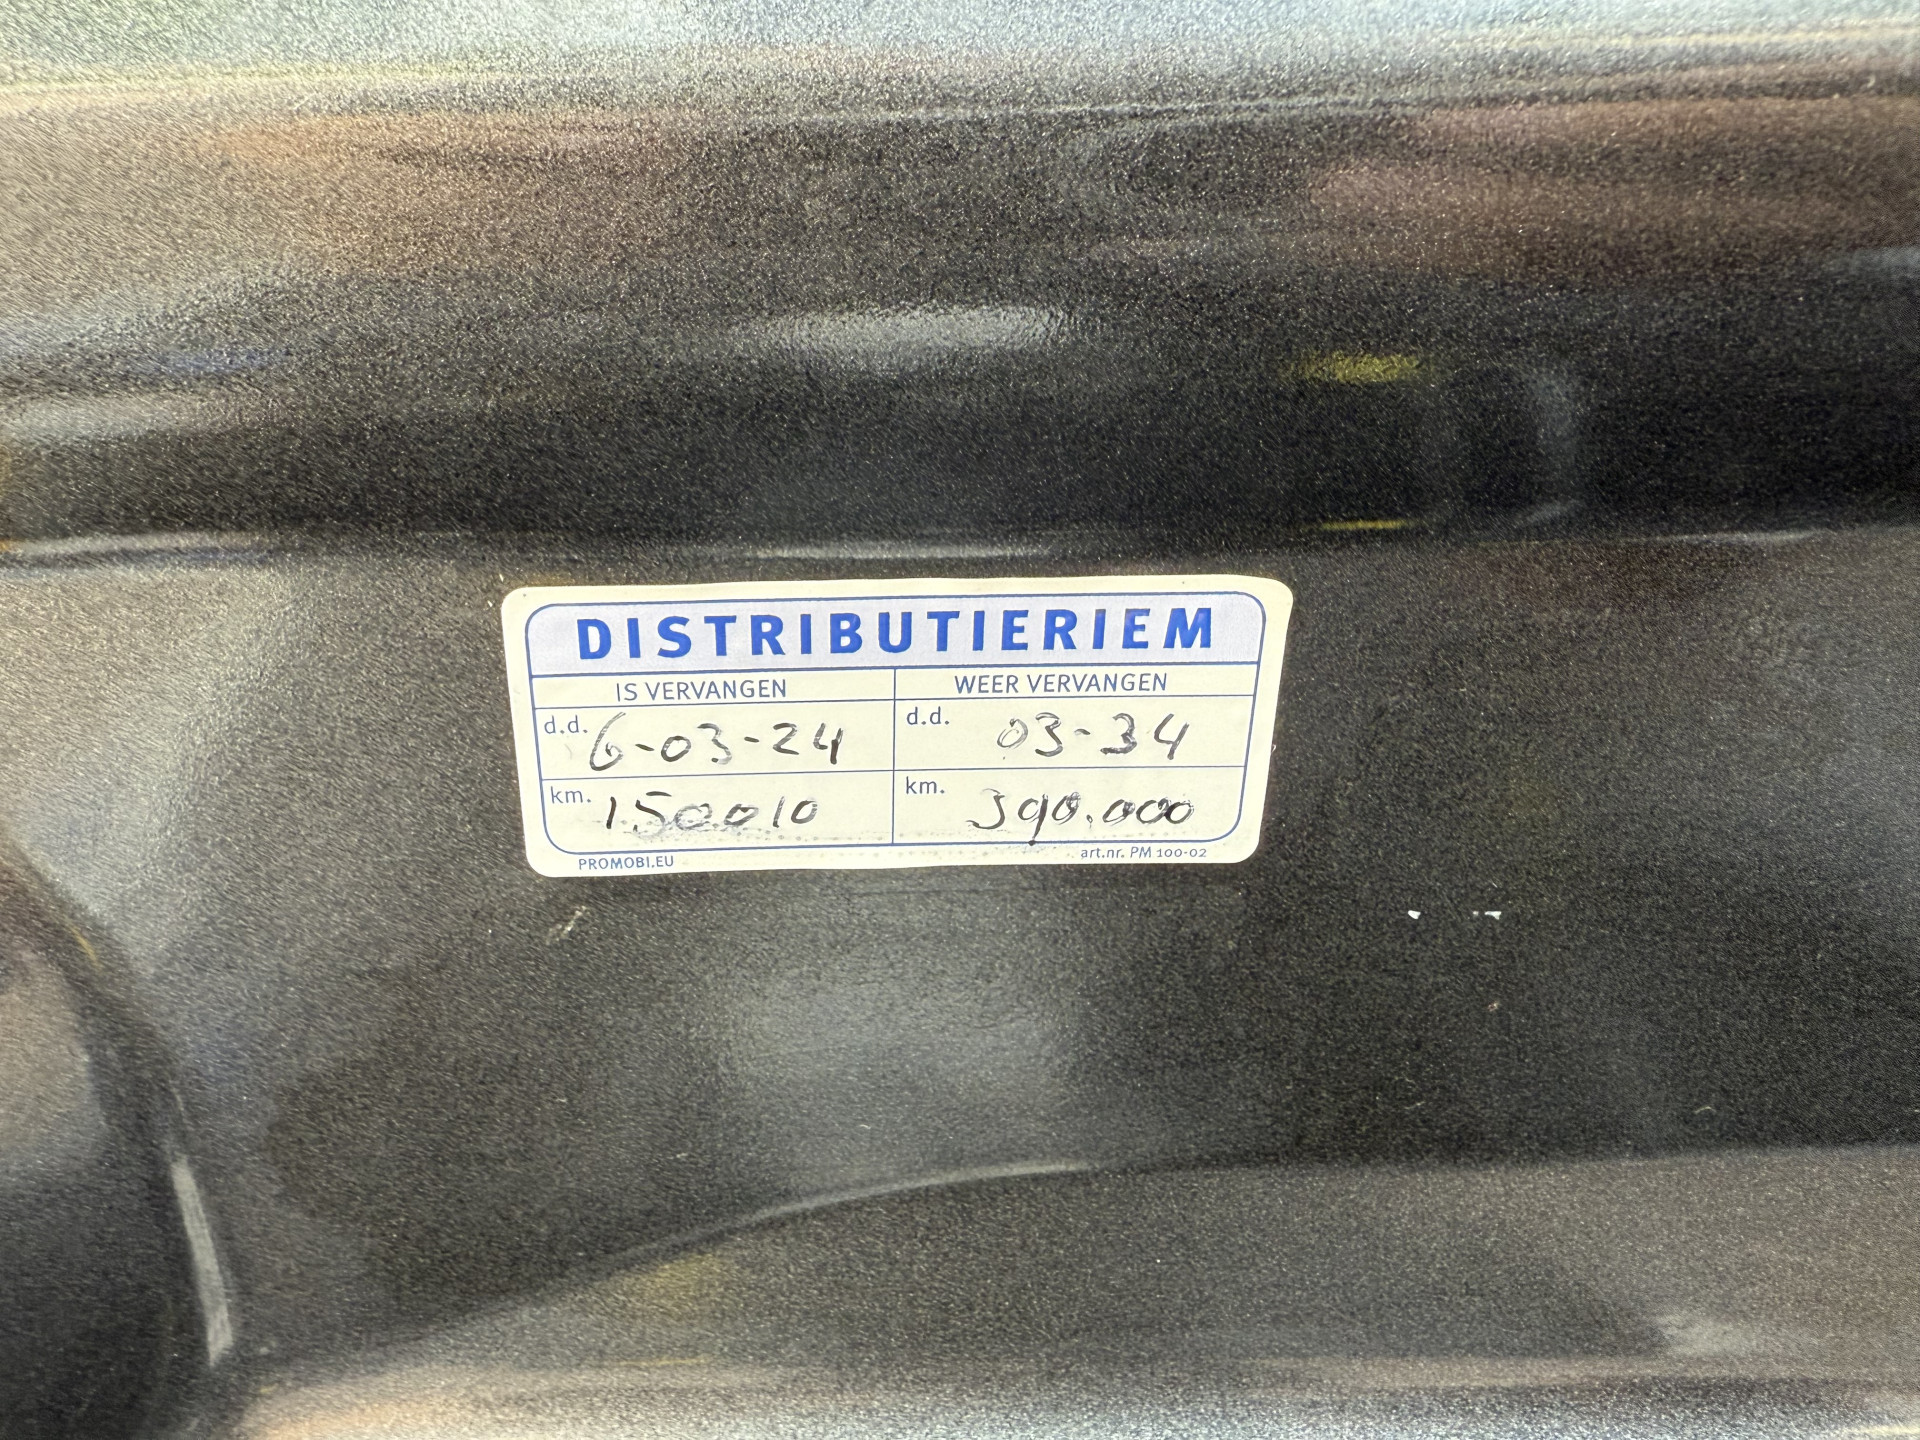 DISTRIBUTIERIEM
IS VERVANGEN WEER VERVANGEN
d.d. 6-03-24 d.d. 03-34
km. 150010 km. 390.000
PROMOBI.EU art.nr. PM 100-02